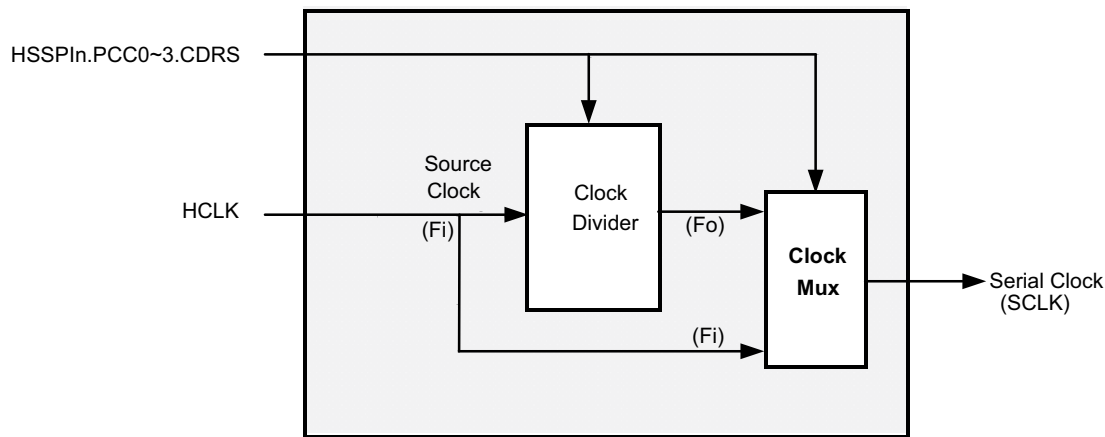 HSSPIn.PCC0~3.CDRS
Source
Clock
HCLK
(Fi)
Clock
Divider
(Fo)
Clock
Mux
Serial Clock
(SCLK)
(Fi)